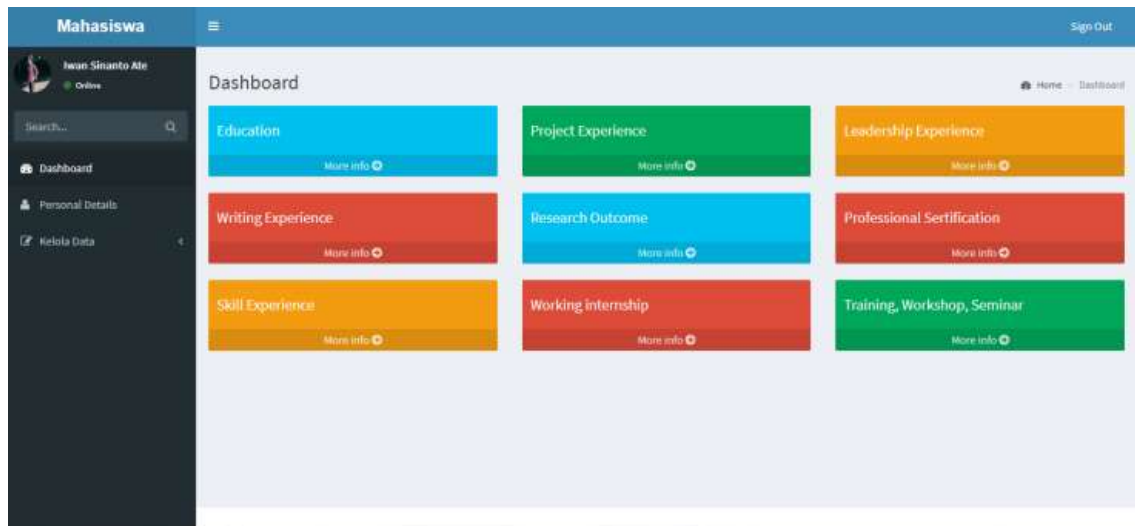 Mahasiswa
Sign Out
Iwan Sinanto Ate
Online
Search...
Dashboard
Personal Details
Kelola Data
Dashboard
Home
Dashboard
Education
More info
Project Experience
More info
Leadership Experience
More info
Writing Experience
More info
Research Outcome
More info
Professional Sertification
More info
Skill Experience
More info
Working internship
More info
Training, Workshop, Seminar
More info